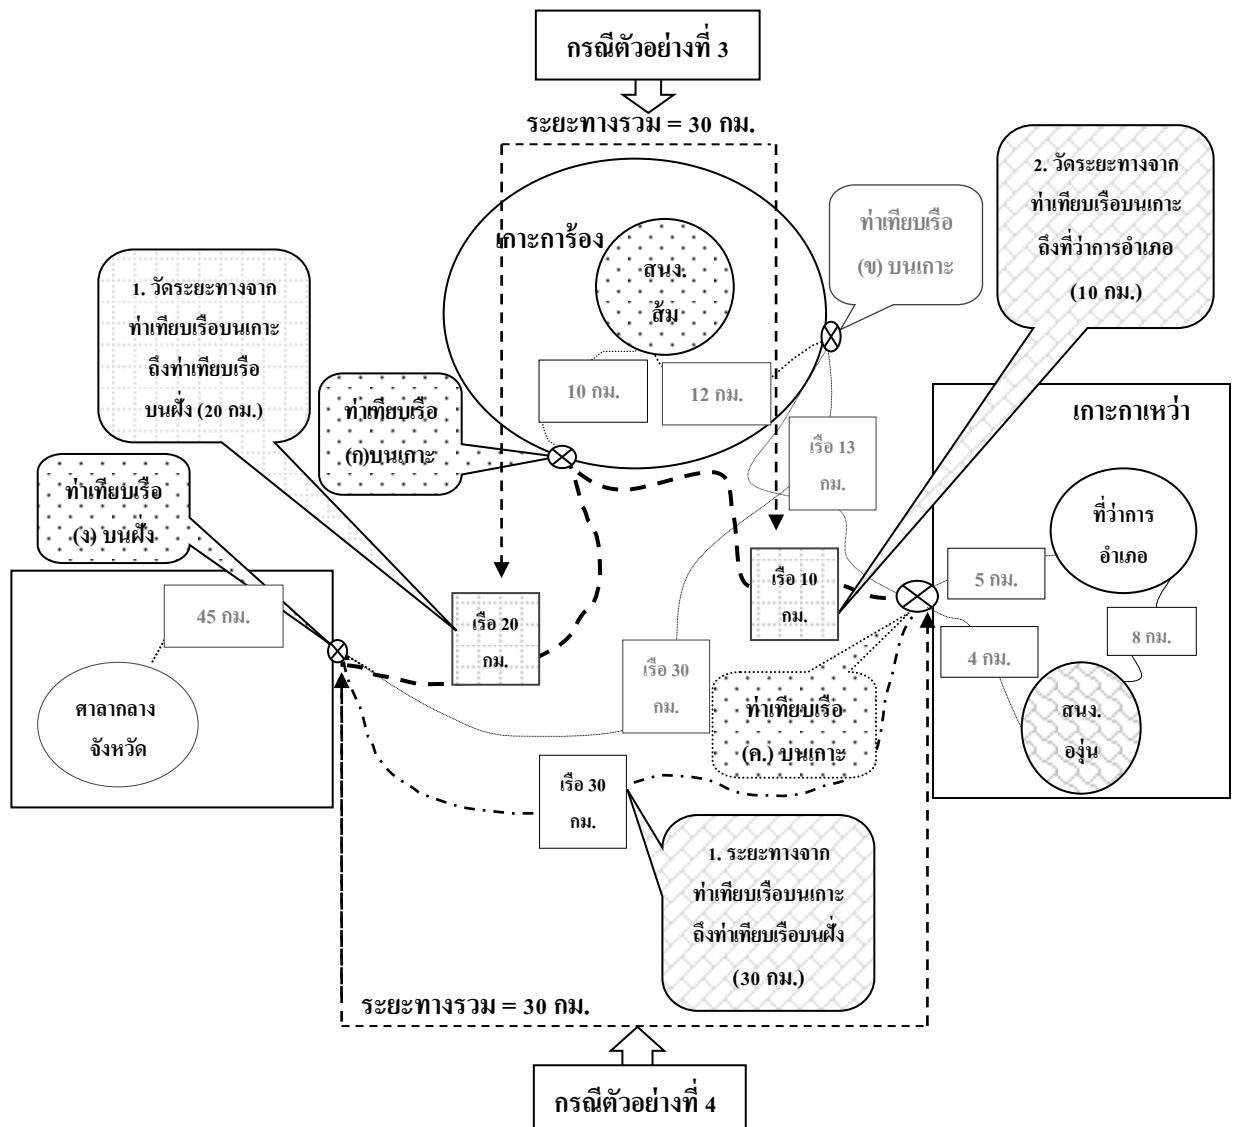 กรณีตัวอย่างที่ 3
ระยะทางรวม = 30 กม.
2. วัดระยะทางจาก
ท่าเทียบเรือบนเกาะ
ถึงที่ว่าการอำเภอ
(10 กม.)
ท่าเทียบเรือ
(ข) บนเกาะ
เกาะการ้อง
สนง.
ส้ม
1. วัดระยะทางจาก
ท่าเทียบเรือบนเกาะ
ถึงท่าเทียบเรือ
บนฝั่ง (20 กม.)
10 กม.
12 กม.
ท่าเทียบเรือ
(ก)บนเกาะ
เกาะกาเหว่า
เรือ 13
กม.
ท่าเทียบเรือ
(ง) บนฝั่ง
ที่ว่าการ
อำเภอ
เรือ 10
กม.
5 กม.
45 กม.
เรือ 20
กม.
8 กม.
4 กม.
เรือ 30
กม.
ศาลากลาง
จังหวัด
ท่าเทียบเรือ
(ค.) บนเกาะ
สนง.
องุ่น
เรือ 30
กม.
1. ระยะทางจาก
ท่าเทียบเรือบนเกาะ
ถึงท่าเทียบเรือบนฝั่ง
(30 กม.)
ระยะทางรวม = 30 กม.
กรณีตัวอย่างที่ 4